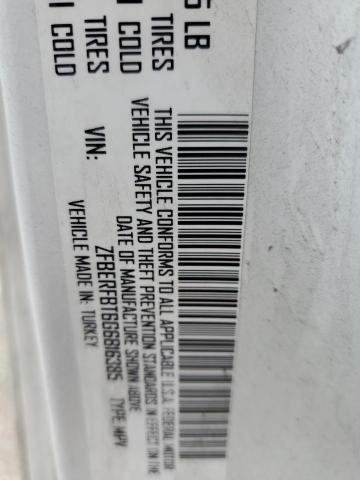 5 LB
TIRES
COLD
TIRES
COLD
THIS VEHICLE CONFORMS TO ALL APPLICABLE U.S.A. FEDERAL MOTOR
VEHICLE SAFETY AND THEFT PREVENTION STANDARDS IN EFFECT ON THE
DATE OF MANUFACTURE SHOWN ABOVE
VIN: ZFBERFBT6G6B16385 TYPE: MPV
VEHICLE MADE IN: TURKEY